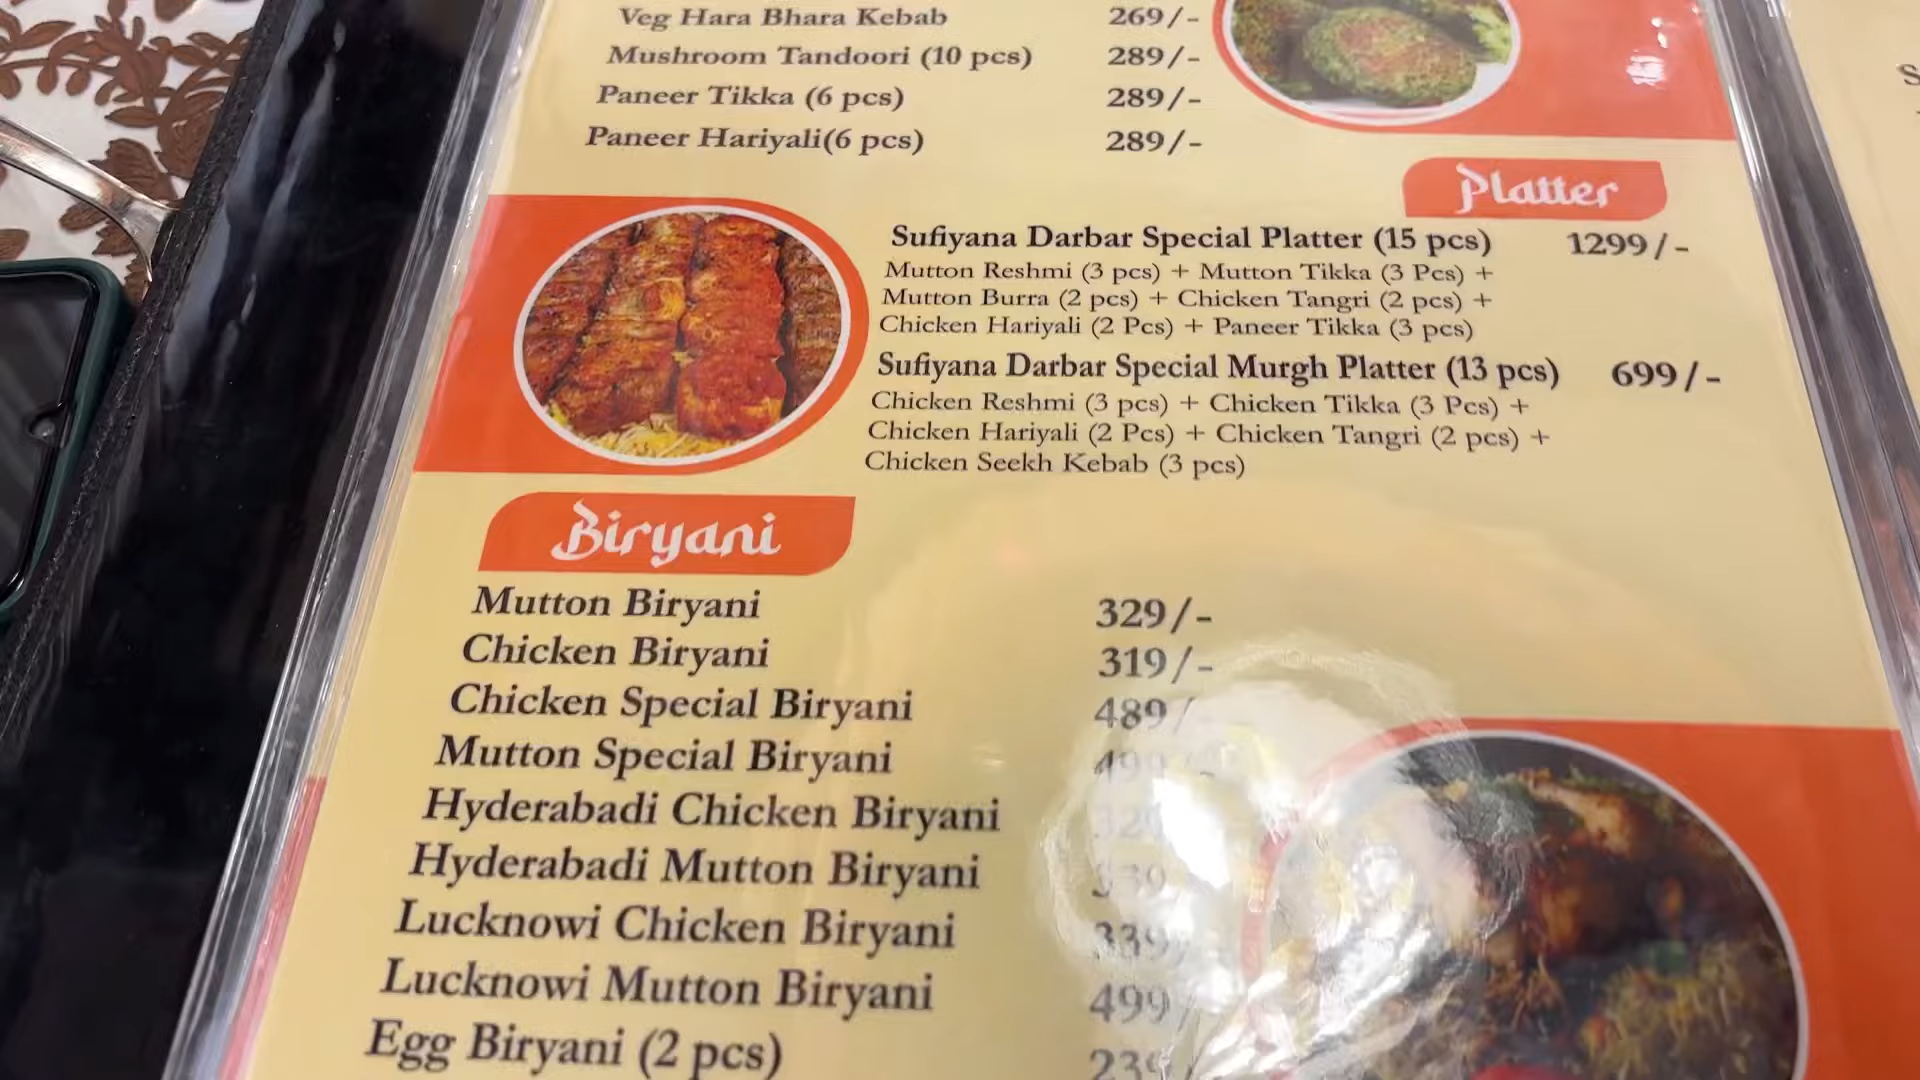 Veg Hara Bhara Kebab 269/-
Mushroom Tandoori (10 pcs) 289/-
Paneer Tikka (6 pcs) 289/-
Paneer Hariyali(6 pcs) 289/-
Platter
Sufiyana Darbar Special Platter (15 pcs) 1299/-
Mutton Reshmi (3 pcs) + Mutton Tikka (3 Pcs) +
Mutton Burra (2 pcs) + Chicken Tangri (2 pcs) +
Chicken Hariyali (2 Pcs) + Paneer Tikka (3 pcs)
Sufiyana Darbar Special Murgh Platter (13 pcs) 699/-
Chicken Reshmi (3 pcs) + Chicken Tikka (3 Pcs) +
Chicken Hariyali (2 Pcs) + Chicken Tangri (2 pcs) +
Chicken Seekh Kebab (3 pcs)
Biryani
Mutton Biryani 329/-
Chicken Biryani 319/-
Chicken Special Biryani 489/
Mutton Special Biryani
Hyderabadi Chicken Biryani
Hyderabadi Mutton Biryani
Lucknowi Chicken Biryani 339
Lucknowi Mutton Biryani 499/
Egg Biryani (2 pcs)